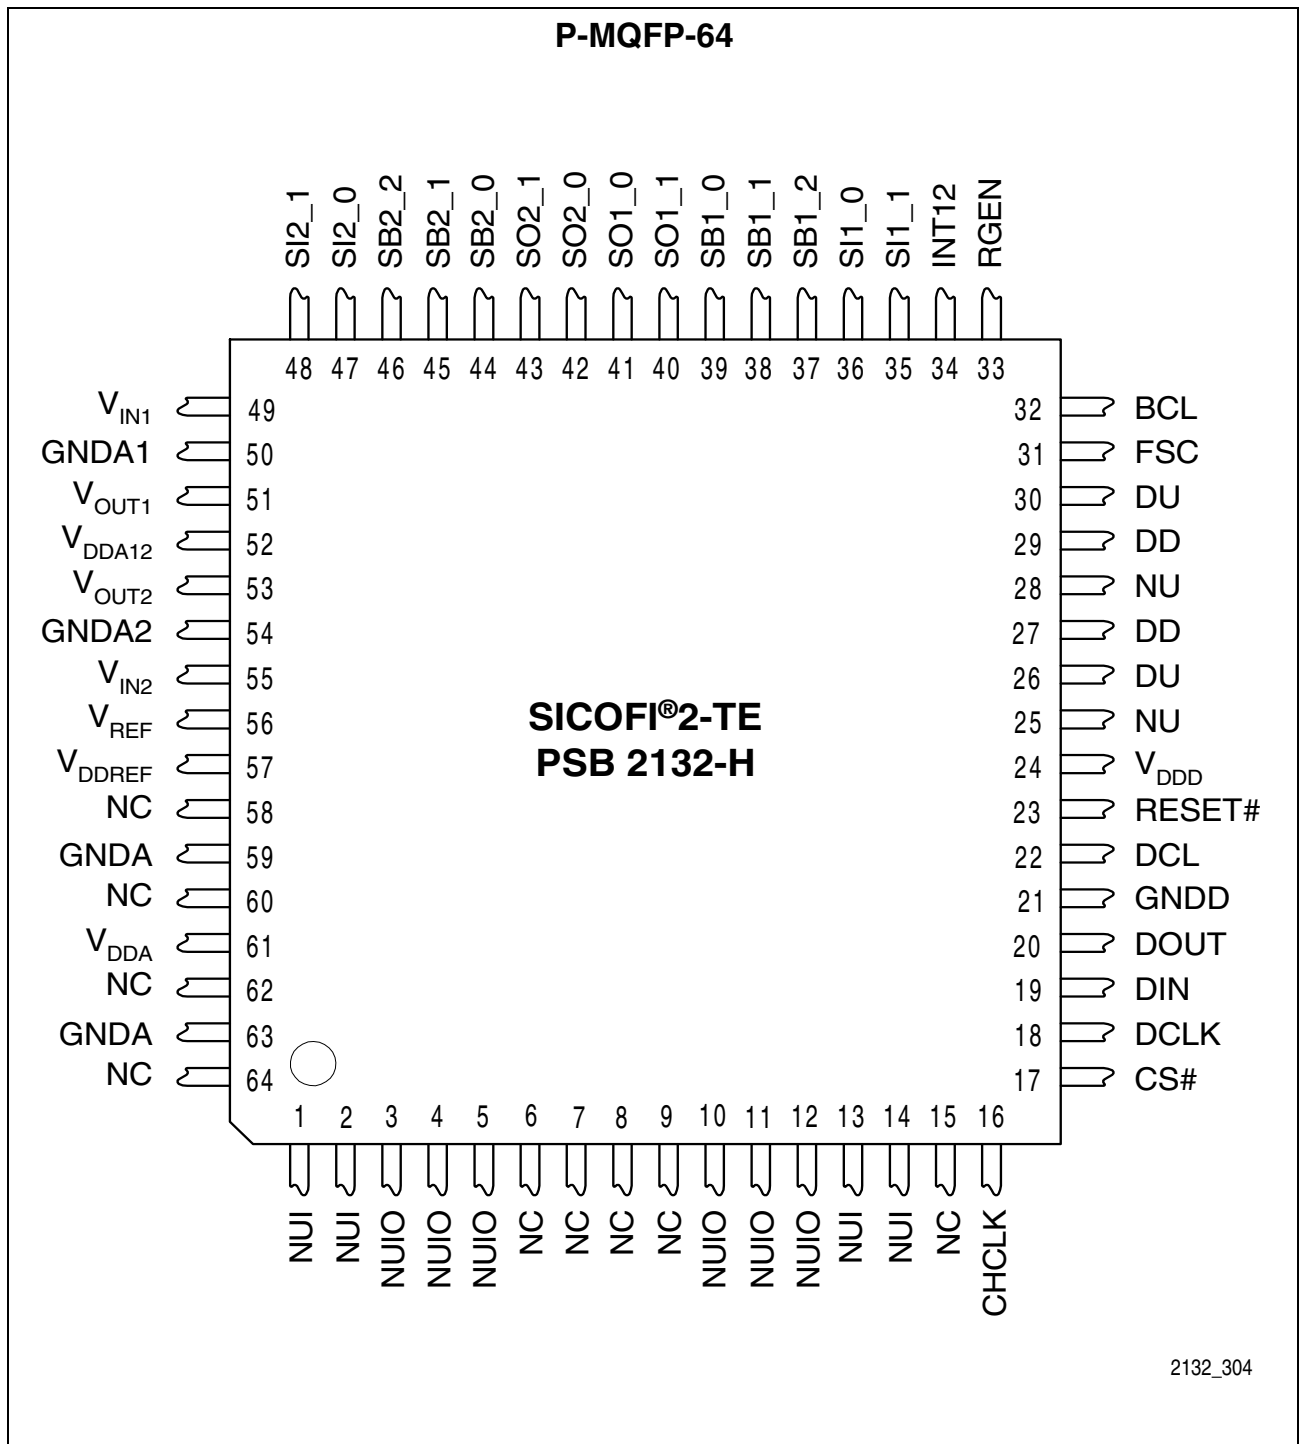 P-MQFP-64
SI2_1
SI2_0
SB2_2
SB2_1
SB2_0
SO2_1
SO2_0
SO1_0
SO1_1
SB1_0
SB1_1
SB1_2
SI1_0
SI1_1
INT12
RGEN
48 47 46 45 44 43 42 41 40 39 38 37 36 35 34 33
VIN1 49 32 BCL
GNDA1 50 31 FSC
VOUT1 51 30 DU
VDDA12 52 29 DD
VOUT2 53 28 NU
GNDA2 54 27 DD
VIN2 55 26 DU
VREF 56 25 NU
VDDREF 57 24 VDDD
NC 58 23 RESET#
GNDA 59 22 DCL
NC 60 21 GNDD
VDDA 61 20 DOUT
NC 62 19 DIN
GNDA 63 18 DCLK
NC 64 17 CS#
SICOFI®2-TE
PSB 2132-H
1 2 3 4 5 6 7 8 9 10 11 12 13 14 15 16
NUI
NUI
NUIO
NUIO
NUIO
NC
NC
NC
NC
NUIO
NUIO
NUIO
NUI
NUI
NC
CHCLK
2132_304